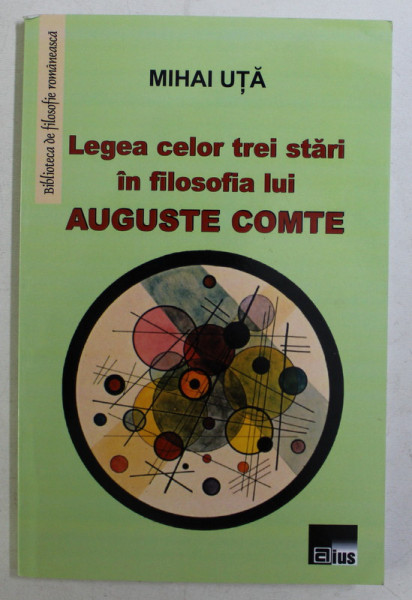 Biblioteca de filosofie românească
MIHAI UȚĂ
Legea celor trei stări
în filosofia lui
AUGUSTE COMTE
aius